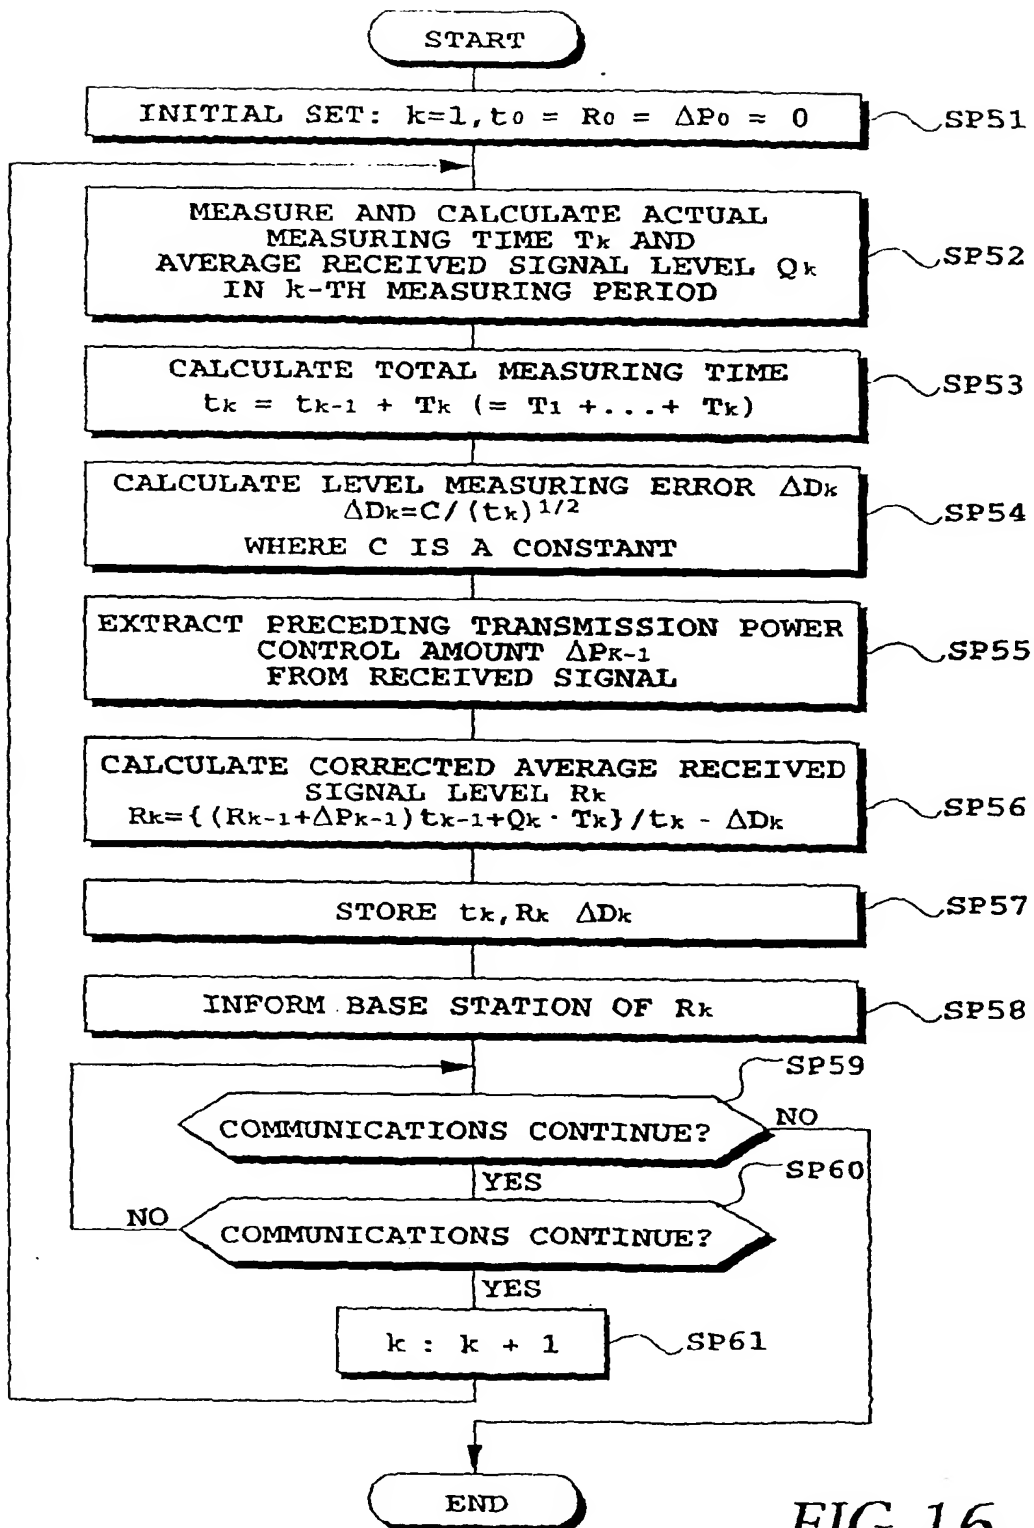 START
INITIAL SET: k=1, t0 = R0 = ΔP0 = 0
SP51
MEASURE AND CALCULATE ACTUAL
MEASURING TIME Tk AND
AVERAGE RECEIVED SIGNAL LEVEL Qk
IN k-TH MEASURING PERIOD
SP52
CALCULATE TOTAL MEASURING TIME
tk = tk-1 + Tk (= T1 +...+ Tk)
SP53
CALCULATE LEVEL MEASURING ERROR ΔDk
ΔDk=C/(tk)^1/2
WHERE C IS A CONSTANT
SP54
EXTRACT PRECEDING TRANSMISSION POWER
CONTROL AMOUNT ΔPK-1
FROM RECEIVED SIGNAL
SP55
CALCULATE CORRECTED AVERAGE RECEIVED
SIGNAL LEVEL Rk
Rk={(Rk-1+ΔPk-1)tk-1+Qk·Tk}/tk - ΔDk
SP56
STORE tk,Rk ΔDk
SP57
INFORM BASE STATION OF Rk
SP58
SP59
COMMUNICATIONS CONTINUE?
NO
YES
SP60
NO
COMMUNICATIONS CONTINUE?
YES
k : k + 1
SP61
END
FIG. 16